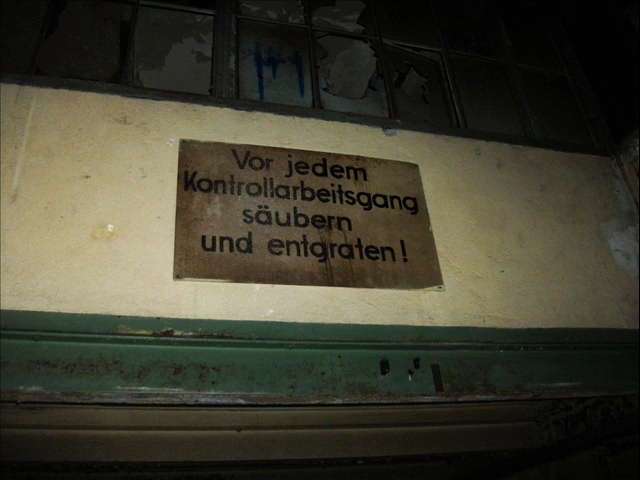 Vor jedem
Kontrollarbeitsgang
säubern
und entgraten!